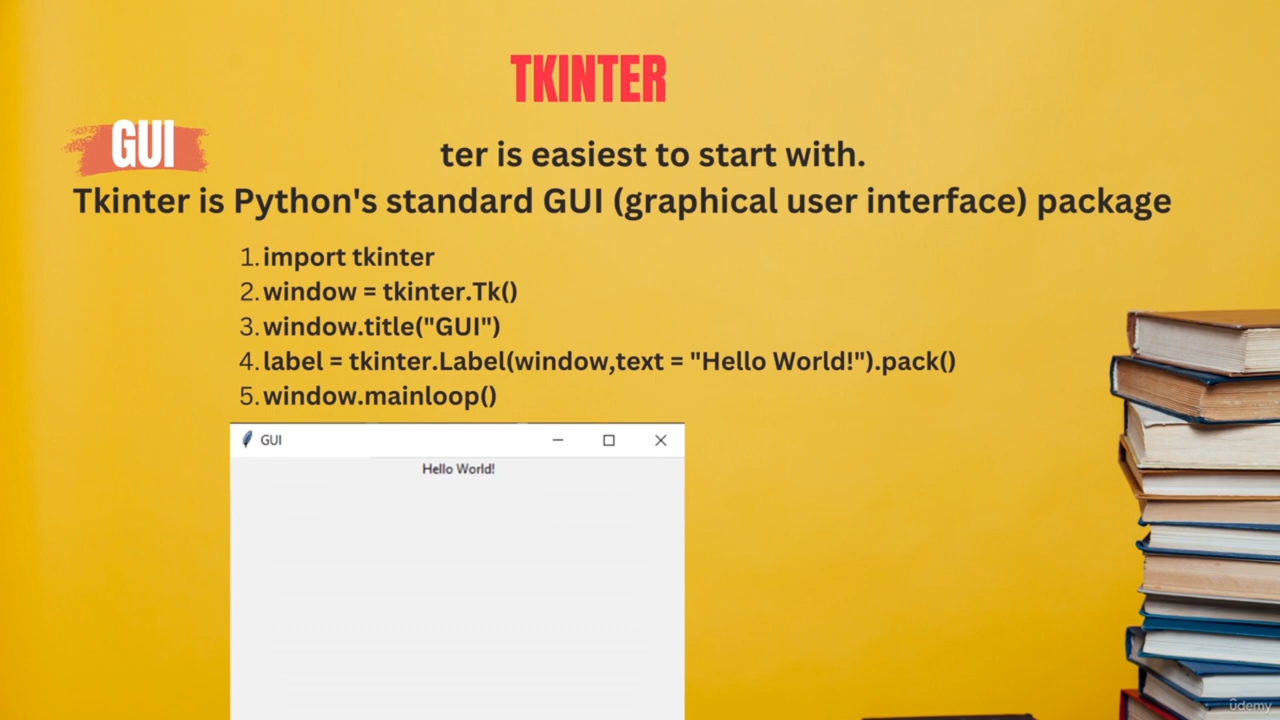 TKINTER
GUI
ter is easiest to start with.
Tkinter is Python's standard GUI (graphical user interface) package
1. import tkinter
2. window = tkinter.Tk()
3. window.title("GUI")
4. label = tkinter.Label(window,text = "Hello World!").pack()
5. window.mainloop()
GUI
Hello World!
udemy